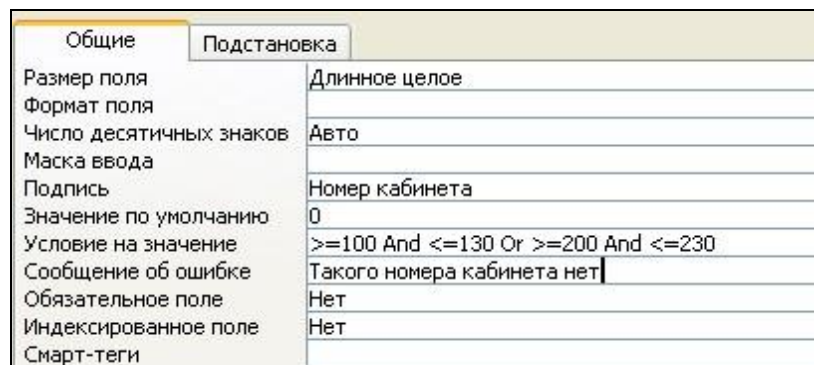 Общие Подстановка
Размер поля Длинное целое
Формат поля
Число десятичных знаков Авто
Маска ввода
Подпись Номер кабинета
Значение по умолчанию 0
Условие на значение >=100 And <=130 Or >=200 And <=230
Сообщение об ошибке Такого номера кабинета нет
Обязательное поле Нет
Индексированное поле Нет
Смарт-теги